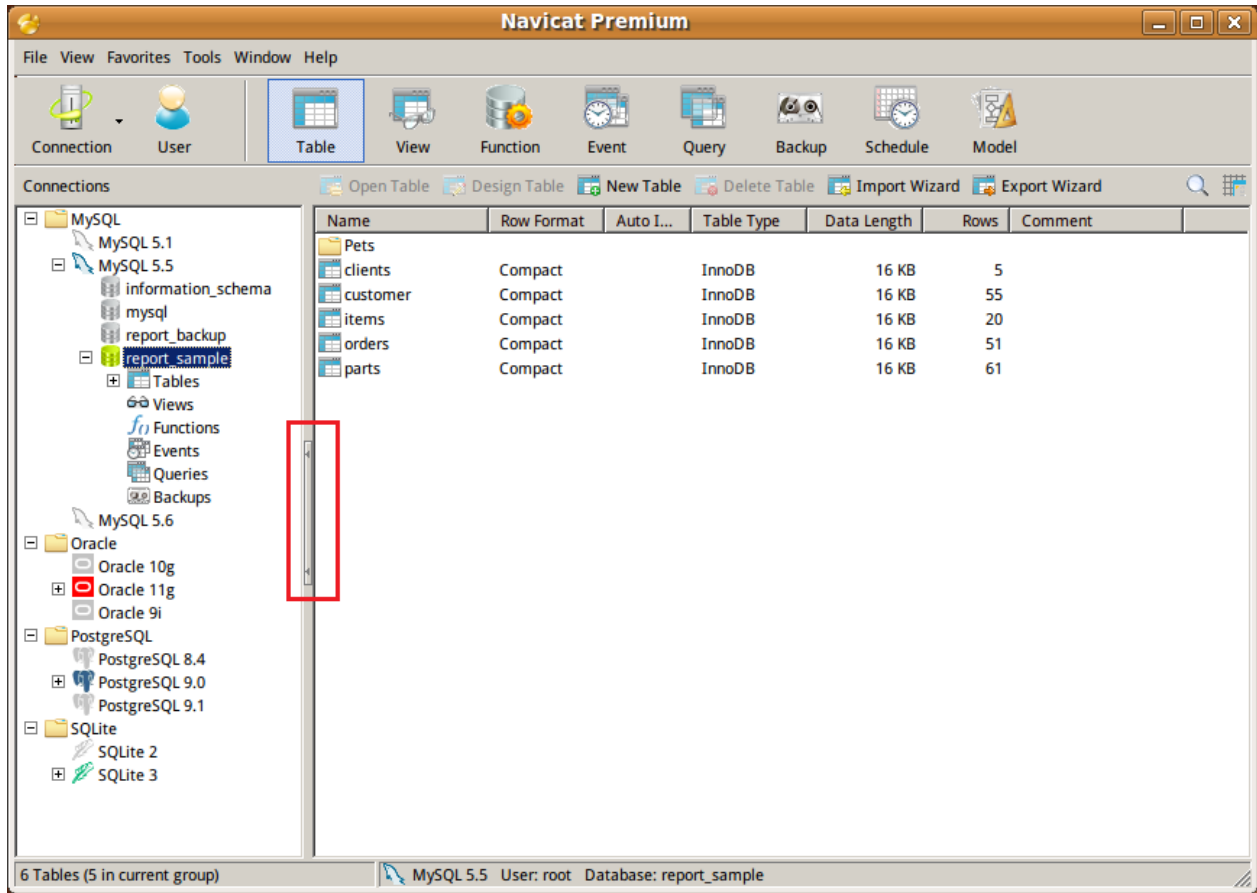 Navicat Premium
File View Favorites Tools Window Help
Connection User Table View Function Event Query Backup Schedule Model
Connections Open Table Design Table New Table Delete Table Import Wizard Export Wizard
Name Row Format Auto I... Table Type Data Length Rows Comment
Pets
clients Compact InnoDB 16 KB 5
customer Compact InnoDB 16 KB 55
items Compact InnoDB 16 KB 20
orders Compact InnoDB 16 KB 51
parts Compact InnoDB 16 KB 61
MySQL
MySQL 5.1
MySQL 5.5
information_schema
mysql
report_backup
report_sample
Tables
Views
f() Functions
Events
Queries
Backups
MySQL 5.6
Oracle
Oracle 10g
Oracle 11g
Oracle 9i
PostgreSQL
PostgreSQL 8.4
PostgreSQL 9.0
PostgreSQL 9.1
SQLite
SQLite 2
SQLite 3
6 Tables (5 in current group) MySQL 5.5 User: root Database: report_sample